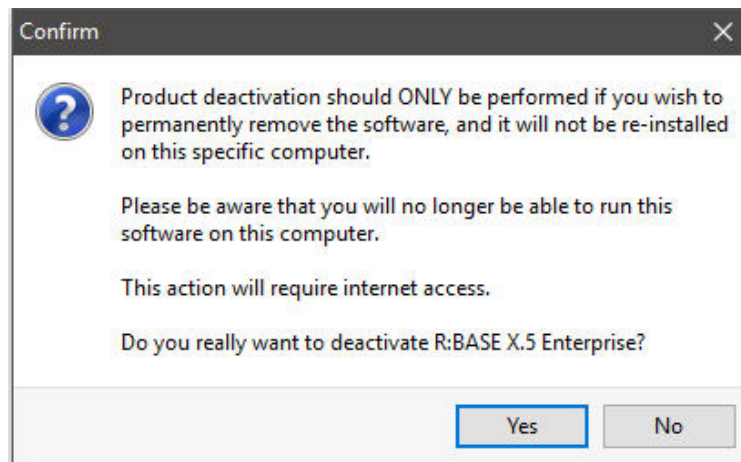 Confirm
Product deactivation should ONLY be performed if you wish to
permanently remove the software, and it will not be re-installed
on this specific computer.
Please be aware that you will no longer be able to run this
software on this computer.
This action will require internet access.
Do you really want to deactivate R:BASE X.5 Enterprise?
Yes No